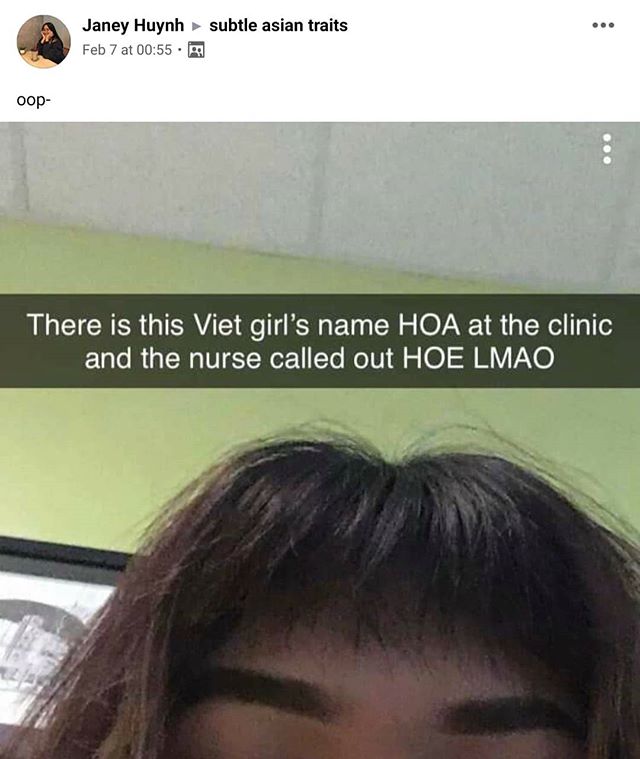 Janey Huynh ▸ subtle asian traits
Feb 7 at 00:55 ·
oop-
There is this Viet girl's name HOA at the clinic
and the nurse called out HOE LMAO